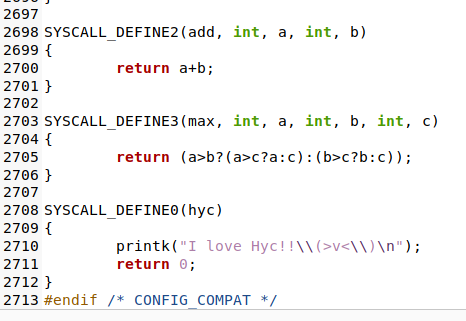 2697
2698 SYSCALL_DEFINE2(add, int, a, int, b)
2699 {
2700         return a+b;
2701 }
2702
2703 SYSCALL_DEFINE3(max, int, a, int, b, int, c)
2704 {
2705         return (a>b?(a>c?a:c):(b>c?b:c));
2706 }
2707
2708 SYSCALL_DEFINE0(hyc)
2709 {
2710         printk("I love Hyc!!\\(>v<\\)\n");
2711         return 0;
2712 }
2713 #endif /* CONFIG_COMPAT */